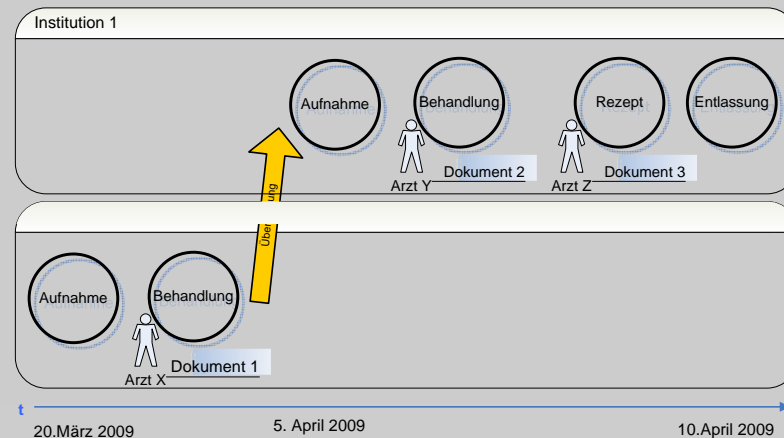 Institution 1
Aufnahme
Behandlung
Rezept
Entlassung
Arzt Y
Dokument 2
Arzt Z
Dokument 3
Aufnahme
Behandlung
Arzt X
Dokument 1
t
20.März 2009
5. April 2009
10.April 2009